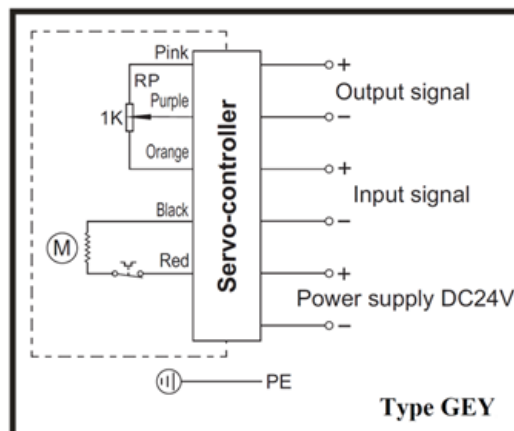 Pink
RP
Purple
1K
Orange
Black
M
Red
Servo-controller
+
Output signal
−
+
Input signal
−
+
Power supply DC24V
−
PE
Type GEY